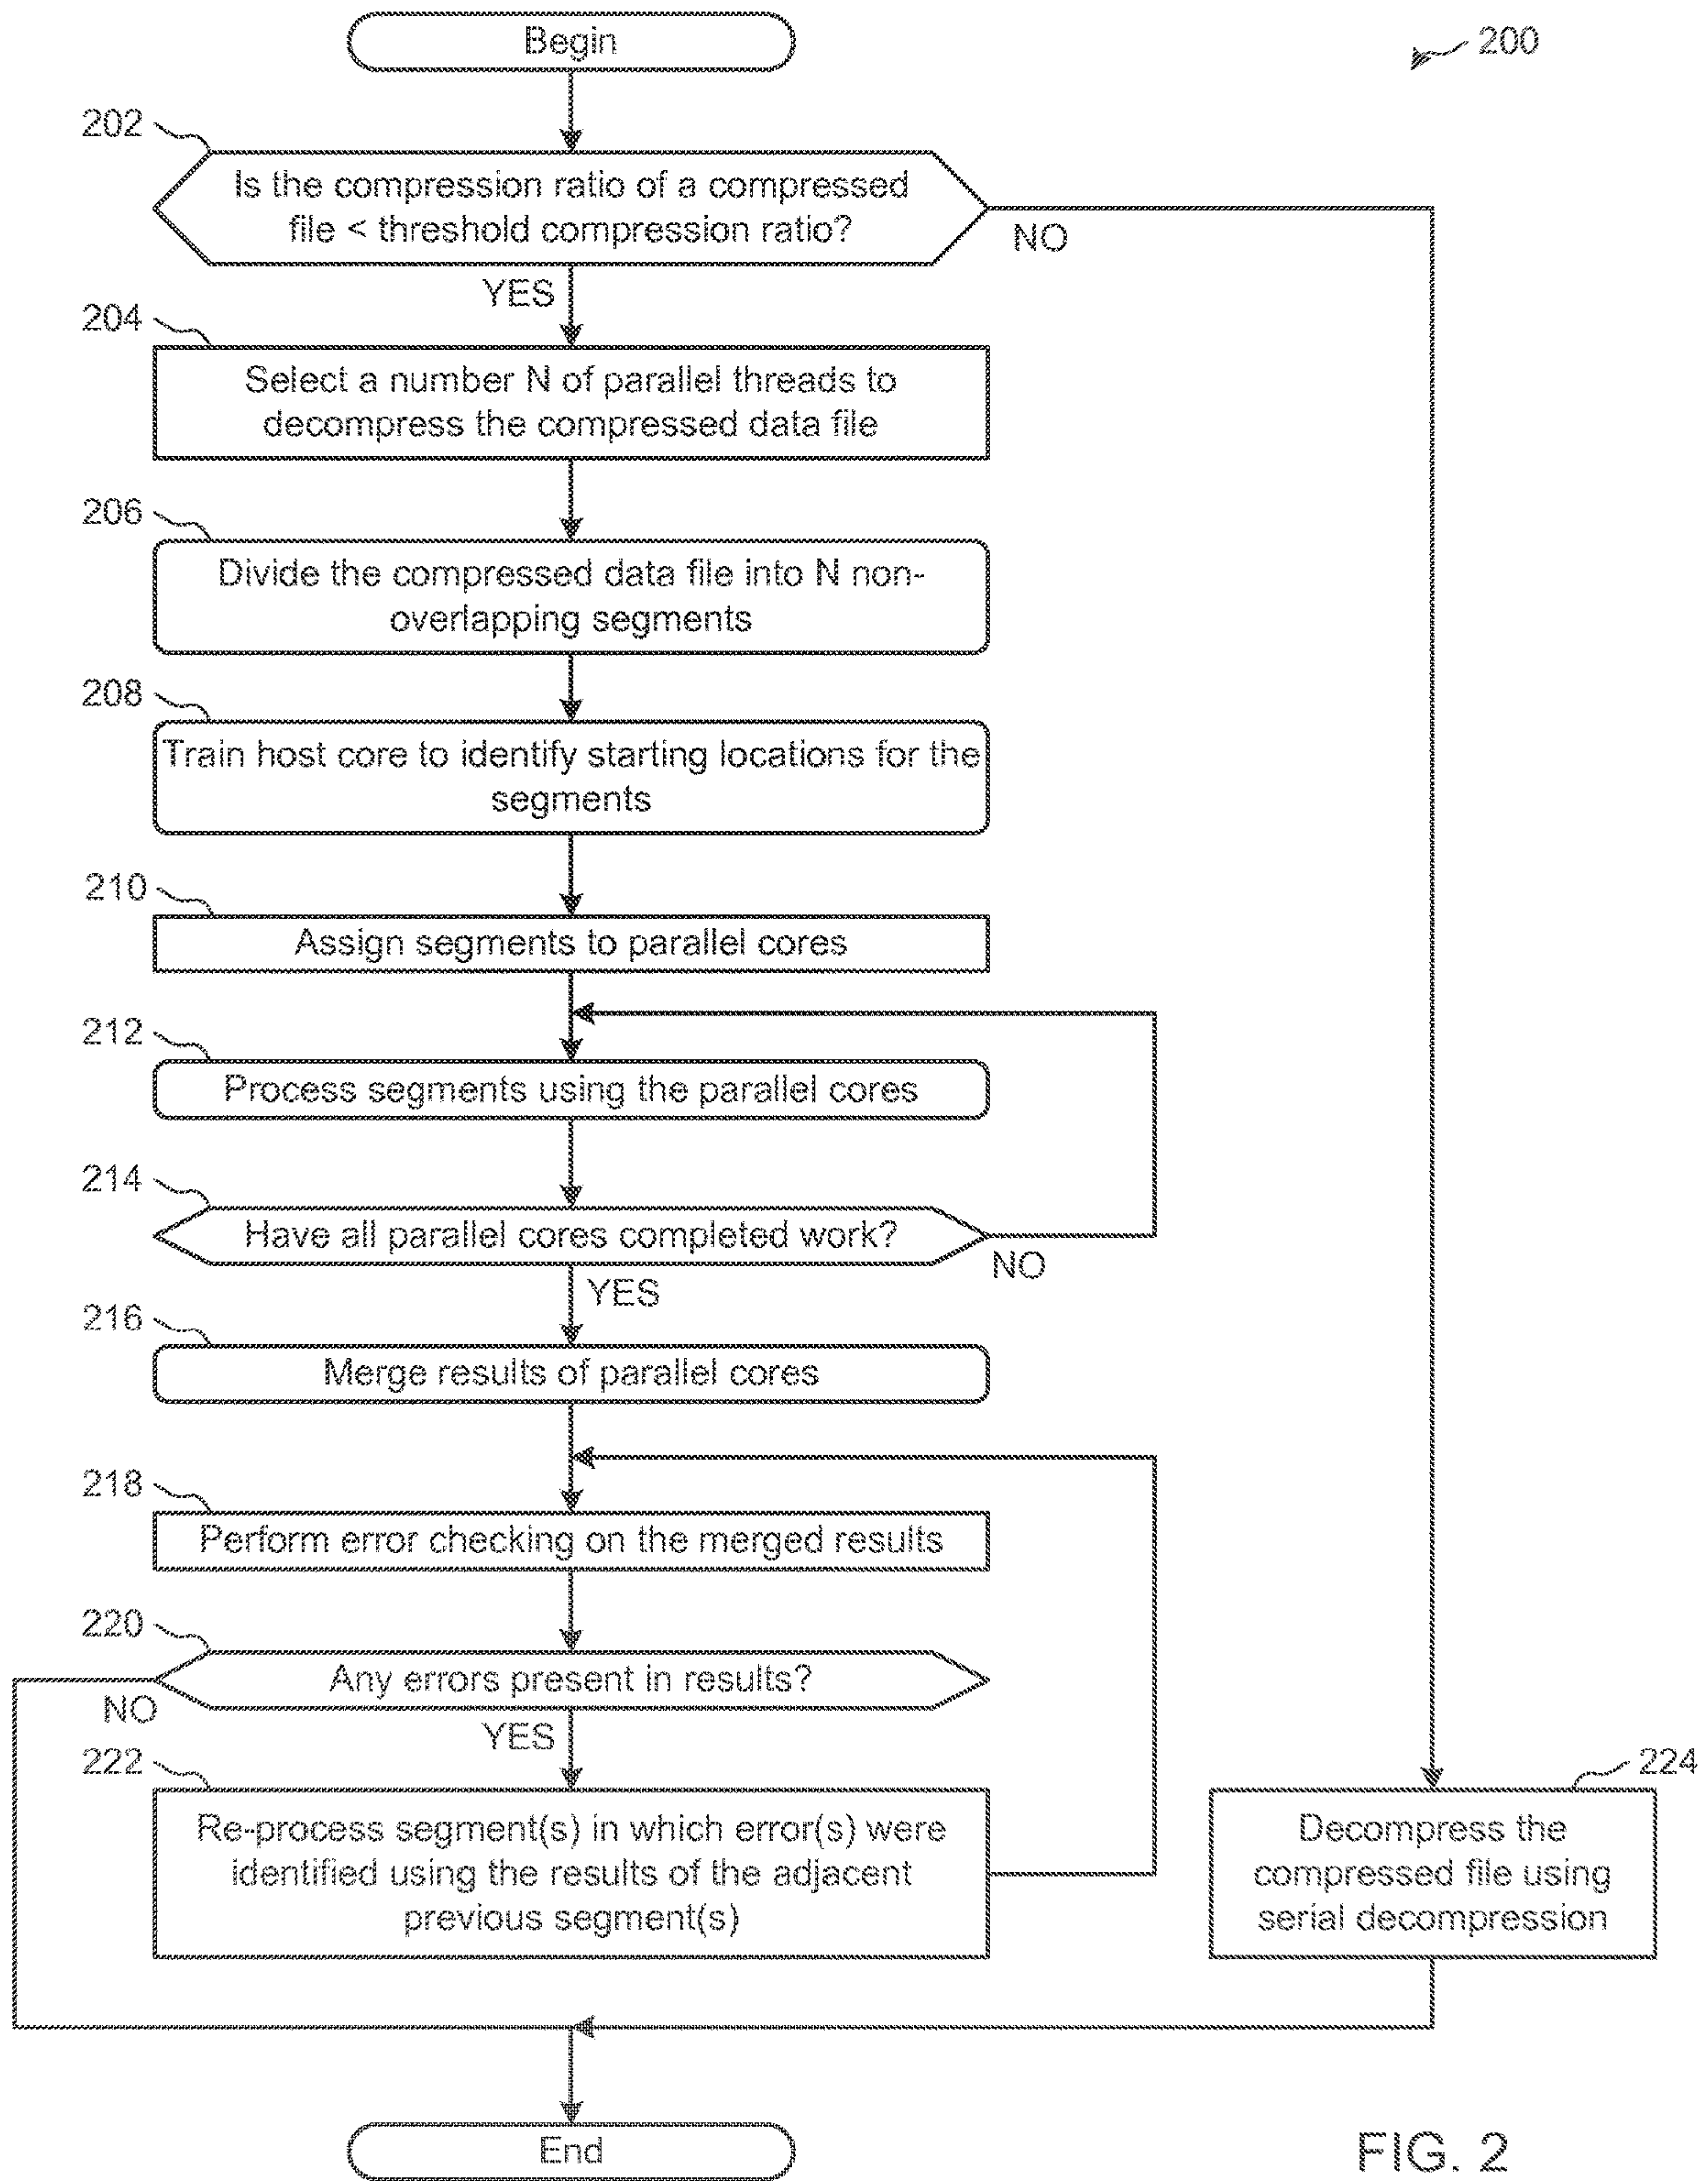 Begin
200
202
Is the compression ratio of a compressed
file < threshold compression ratio?
NO
YES
204
Select a number N of parallel threads to
decompress the compressed data file
206
Divide the compressed data file into N non-
overlapping segments
208
Train host core to identify starting locations for the
segments
210
Assign segments to parallel cores
212
Process segments using the parallel cores
214
Have all parallel cores completed work?
NO
YES
216
Merge results of parallel cores
218
Perform error checking on the merged results
220
Any errors present in results?
NO
YES
222
Re-process segment(s) in which error(s) were
identified using the results of the adjacent
previous segment(s)
224
Decompress the
compressed file using
serial decompression
End
FIG. 2